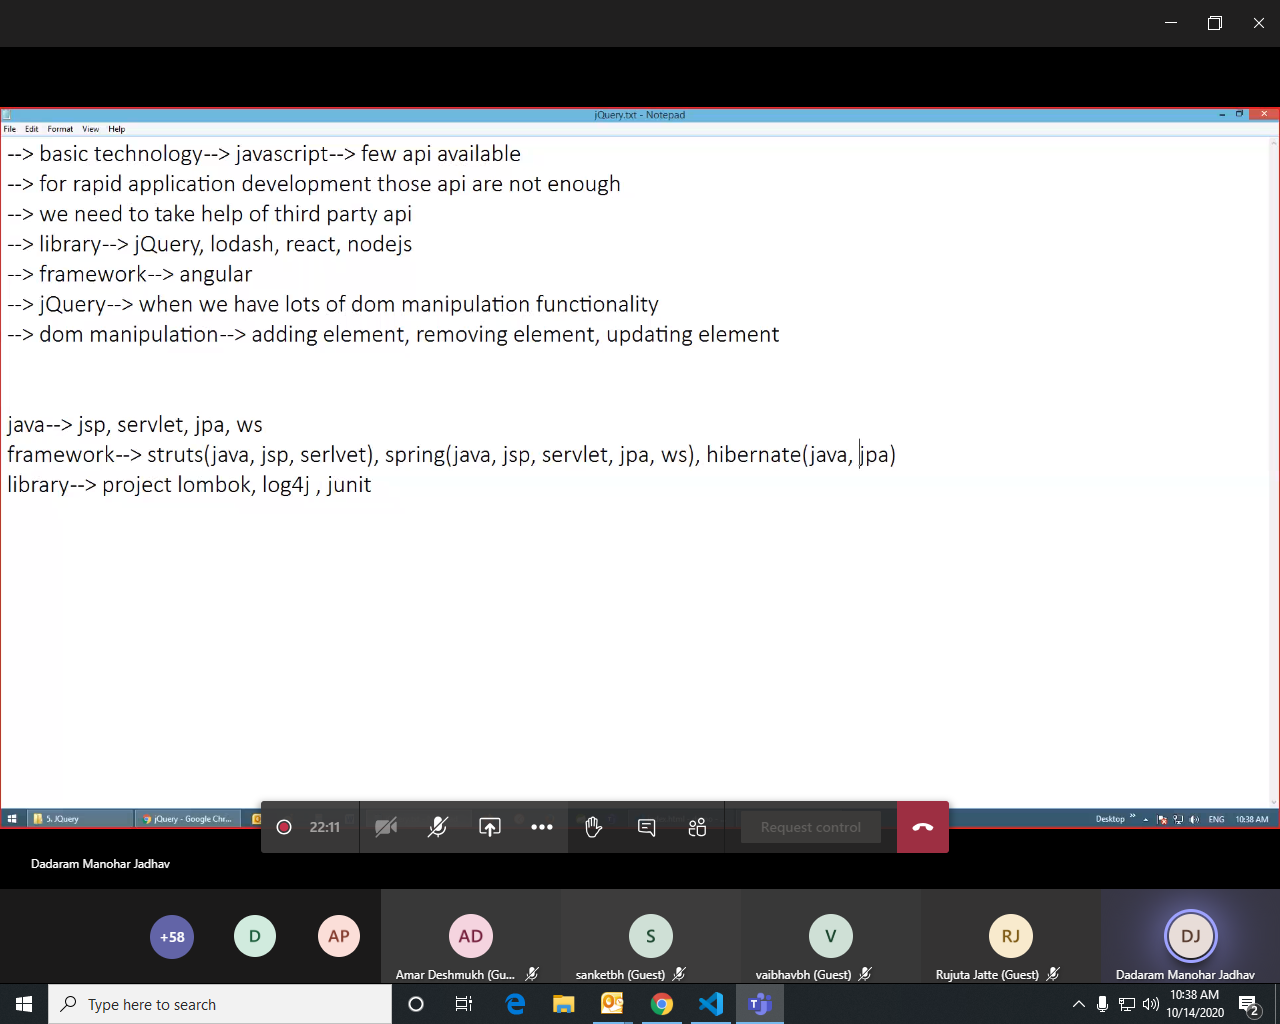 jQuery.txt - Notepad
File Edit Format View Help
--> basic technology--> javascript--> few api available
--> for rapid application development those api are not enough
--> we need to take help of third party api
--> library--> jQuery, lodash, react, nodejs
--> framework--> angular
--> jQuery--> when we have lots of dom manipulation functionality
--> dom manipulation--> adding element, removing element, updating element
java--> jsp, servlet, jpa, ws
framework--> struts(java, jsp, serlvet), spring(java, jsp, servlet, jpa, ws), hibernate(java, jpa)
library--> project lombok, log4j , junit
5. JQuery
jQuery - Google Chr...
Desktop
ENG
10:38 AM
22:11
Request control
Dadaram Manohar Jadhav
+58
D
AP
AD
S
V
RJ
DJ
Amar Deshmukh (Gu...
sanketbh (Guest)
vaibhavbh (Guest)
Rujuta Jatte (Guest)
Dadaram Manohar Jadhav
Type here to search
10:38 AM
10/14/2020
2